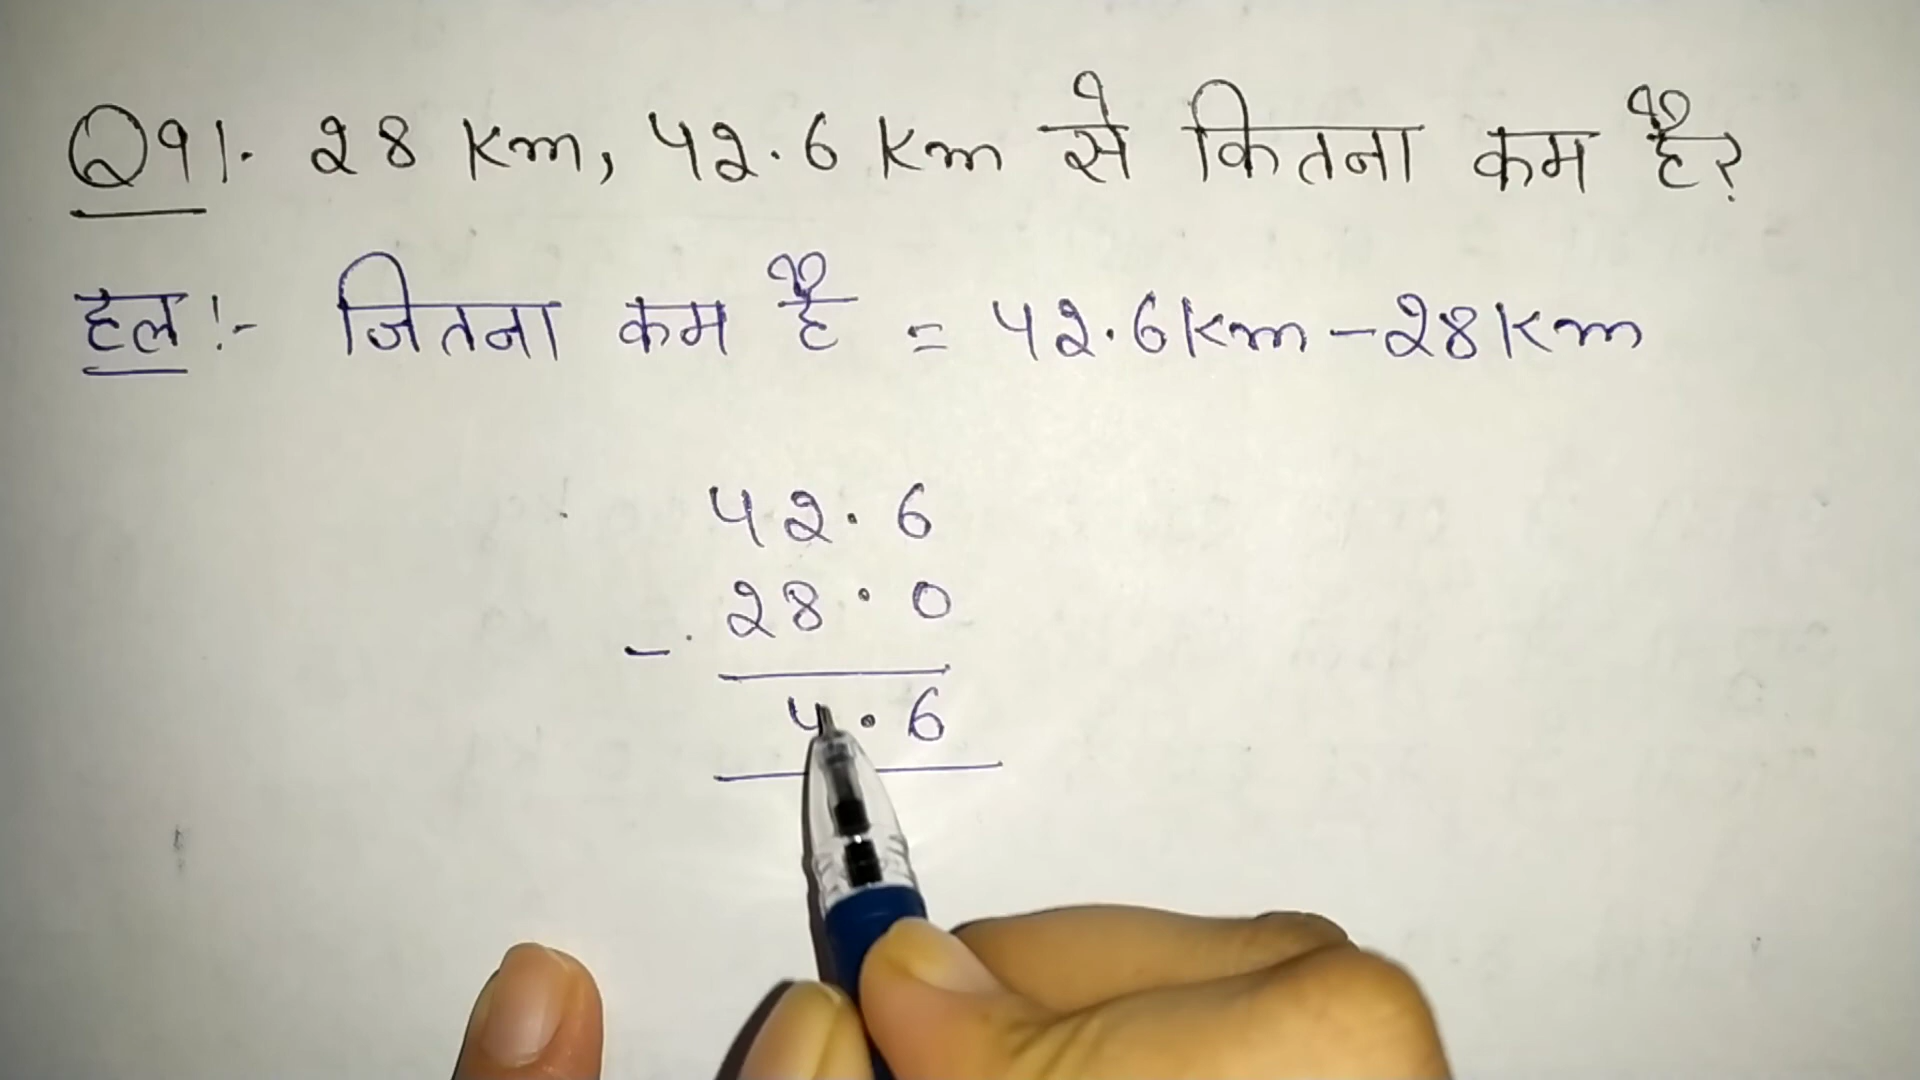 Q91. 28 Km, 42.6 Km से कितना कम है?
हल :- जितना कम है = 42.6 Km - 28 Km
42.6
- 28.0
4.6